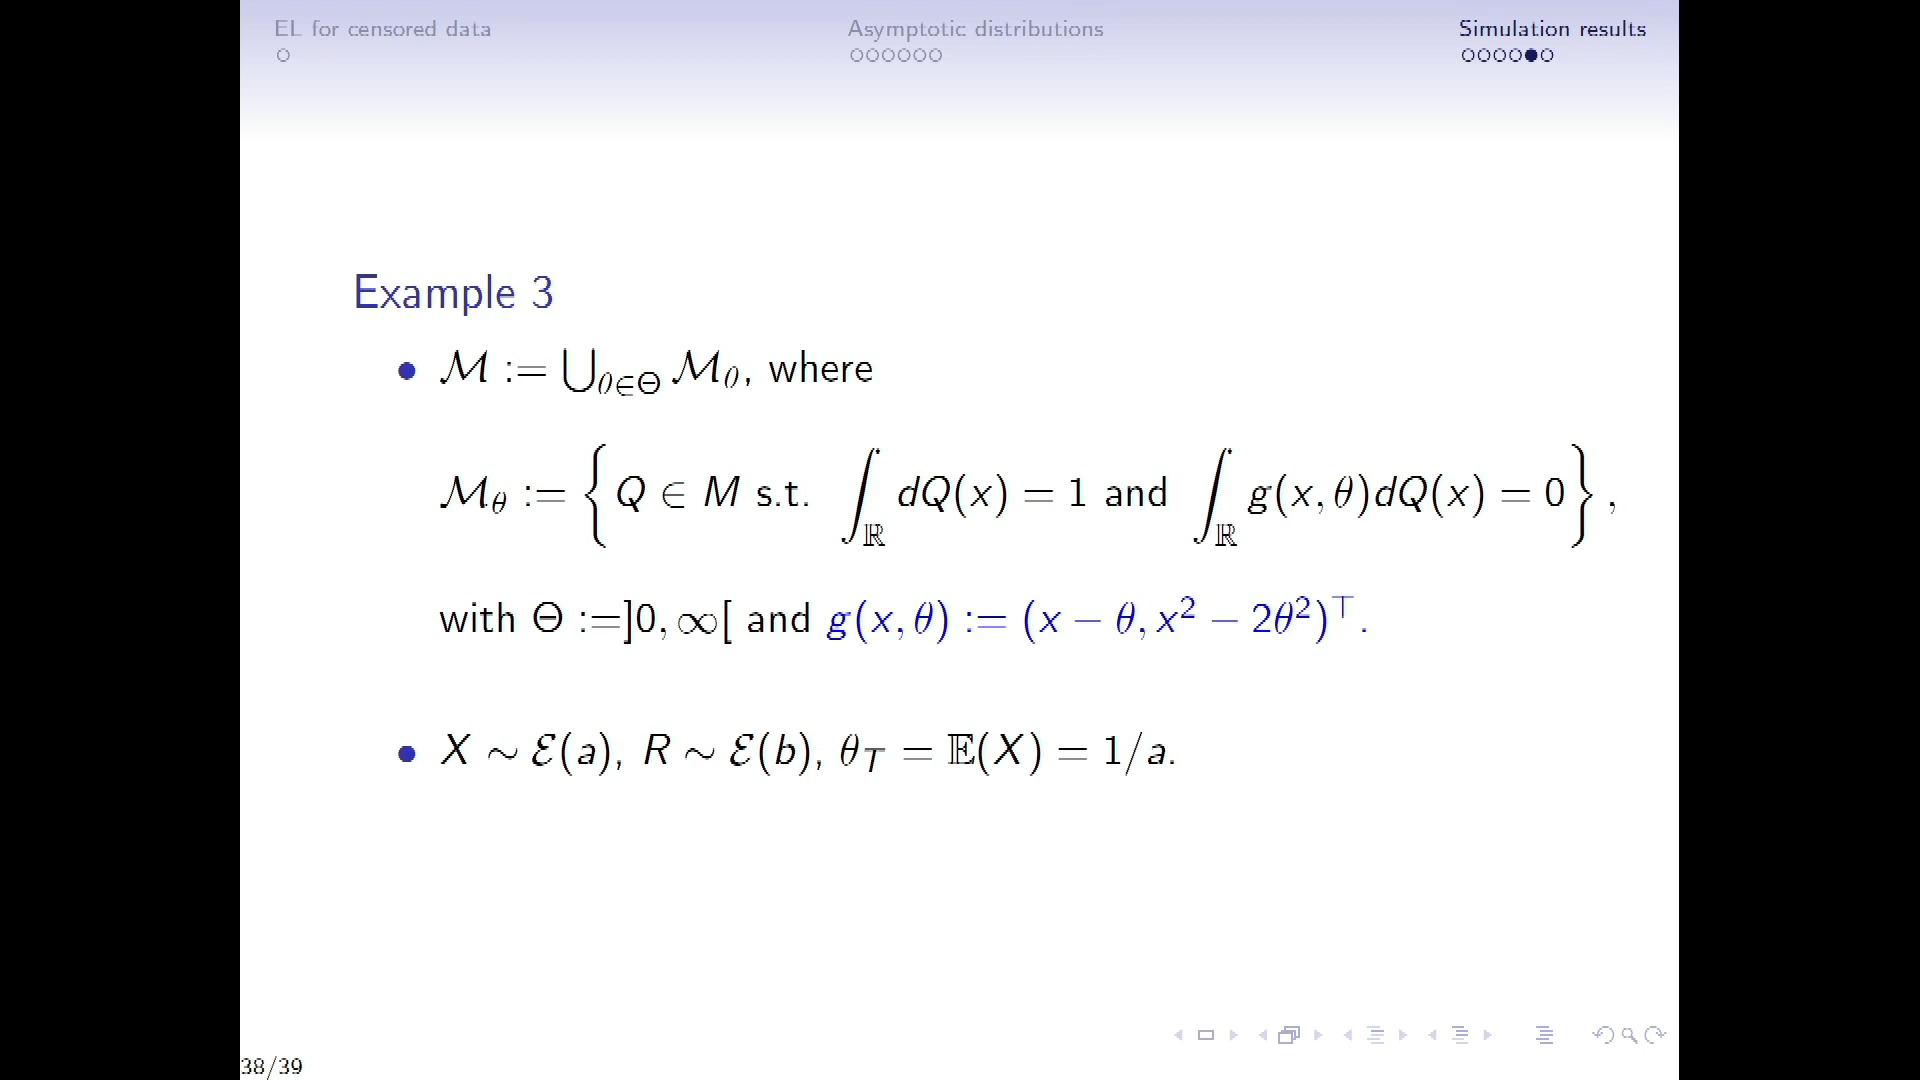 EL for censored data Asymptotic distributions Simulation results
Example 3
• ℳ := ⋃_{θ∈Θ} ℳ_θ, where
ℳ_θ := { Q ∈ M s.t. ∫_ℝ dQ(x) = 1 and ∫_ℝ g(x, θ)dQ(x) = 0 },
with Θ :=]0, ∞[ and g(x, θ) := (x − θ, x² − 2θ²)^⊤.
• X ∼ ℰ(a), R ∼ ℰ(b), θ_T = 𝔼(X) = 1/a.
38/39